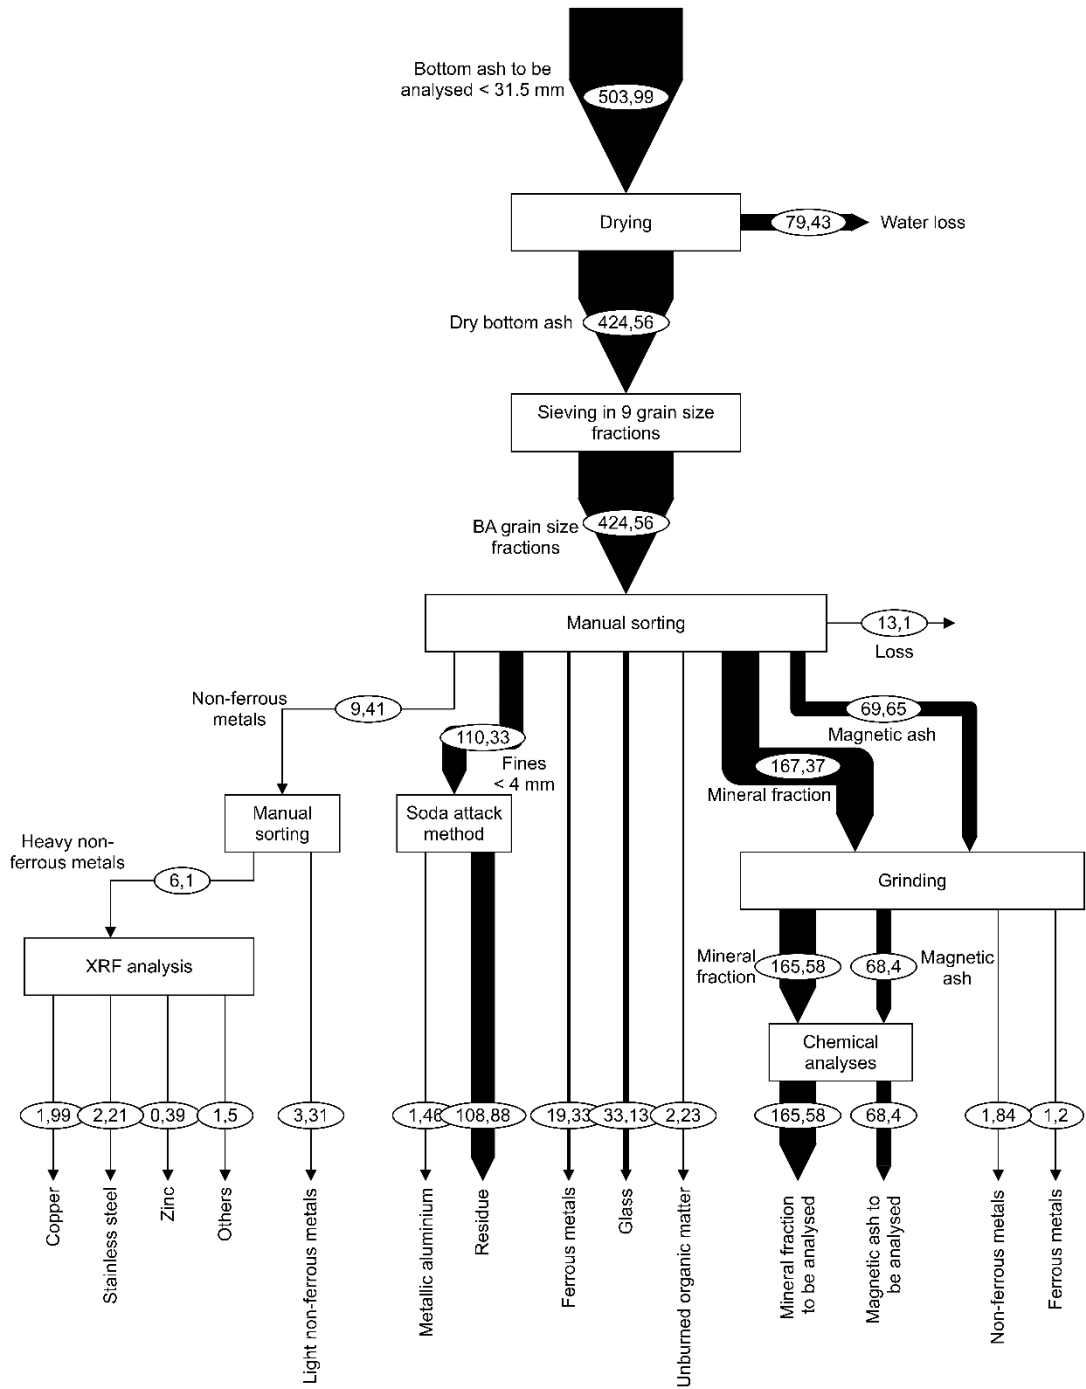 Bottom ash to be
analysed < 31.5 mm
503,99
Drying
79,43
Water loss
Dry bottom ash
424,56
Sieving in 9 grain size
fractions
BA grain size
fractions
424,56
Manual sorting
13,1
Loss
Non-ferrous
metals
9,41
110,33
Fines
< 4 mm
69,65
Magnetic ash
167,37
Mineral fraction
Manual
sorting
Soda attack
method
Heavy non-
ferrous metals
6,1
Grinding
XRF analysis
Mineral
fraction
165,58
68,4
Magnetic
ash
Chemical
analyses
1,99
2,21
0,39
1,5
3,31
1,46
108,88
19,33
33,13
2,23
165,58
68,4
1,84
1,2
Copper
Stainless steel
Zinc
Others
Light non-ferrous metals
Metallic aluminium
Residue
Ferrous metals
Glass
Unburned organic matter
Mineral fraction
to be analysed
Magnetic ash to
be analysed
Non-ferrous metals
Ferrous metals